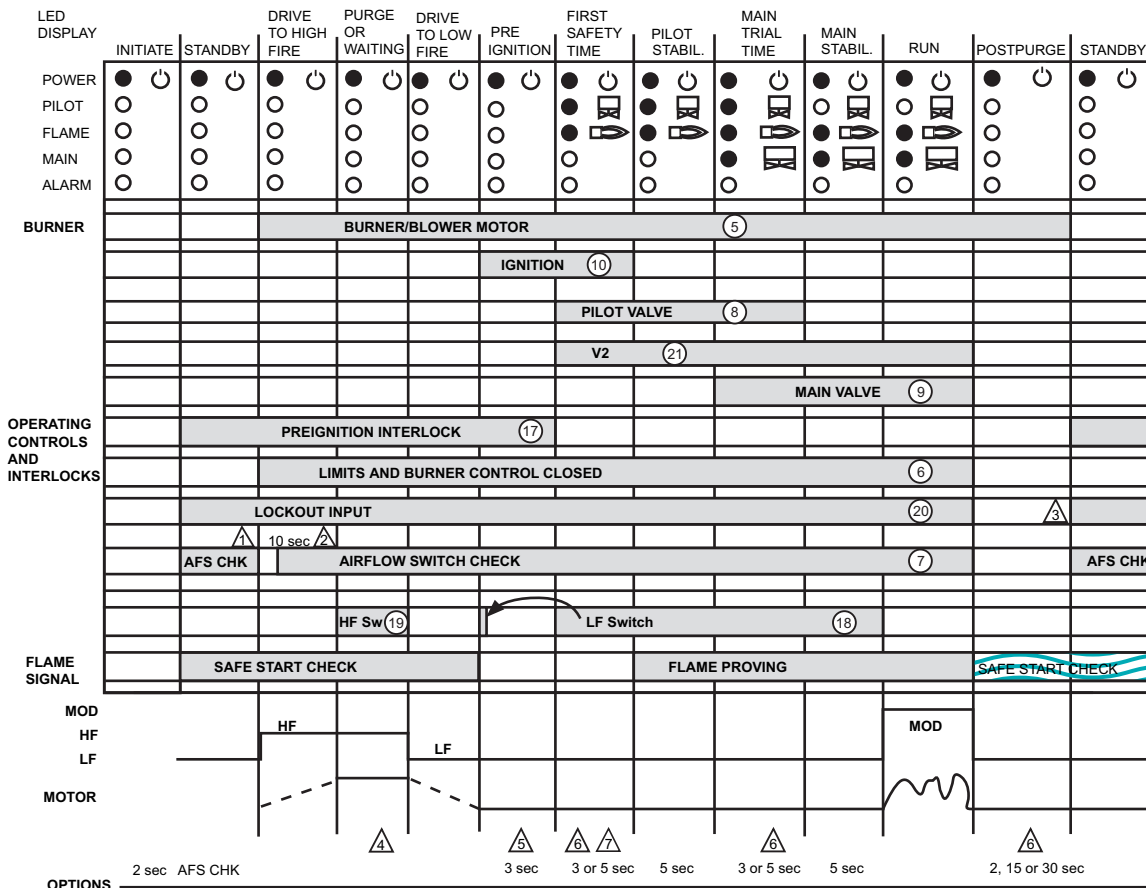 LED DISPLAY
INITIATE
STANDBY
DRIVE TO HIGH FIRE
PURGE OR WAITING
DRIVE TO LOW FIRE
PRE IGNITION
FIRST SAFETY TIME
PILOT STABIL.
MAIN TRIAL TIME
MAIN STABIL.
RUN
POSTPURGE
STANDBY
POWER
PILOT
FLAME
MAIN
ALARM
BURNER
BURNER/BLOWER MOTOR 5
IGNITION 10
PILOT VALVE 8
V2 21
MAIN VALVE 9
OPERATING CONTROLS AND INTERLOCKS
PREIGNITION INTERLOCK 17
LIMITS AND BURNER CONTROL CLOSED 6
LOCKOUT INPUT 20 3
1 10 sec 2
AFS CHK AIRFLOW SWITCH CHECK 7 AFS CHK
HF Sw 19 LF Switch 18
FLAME SIGNAL
SAFE START CHECK FLAME PROVING SAFE START CHECK
MOD
HF
LF
HF
LF
MOD
MOTOR
4 5 6 7 6 6
2 sec AFS CHK 3 sec 3 or 5 sec 5 sec 3 or 5 sec 5 sec 2, 15 or 30 sec
OPTIONS